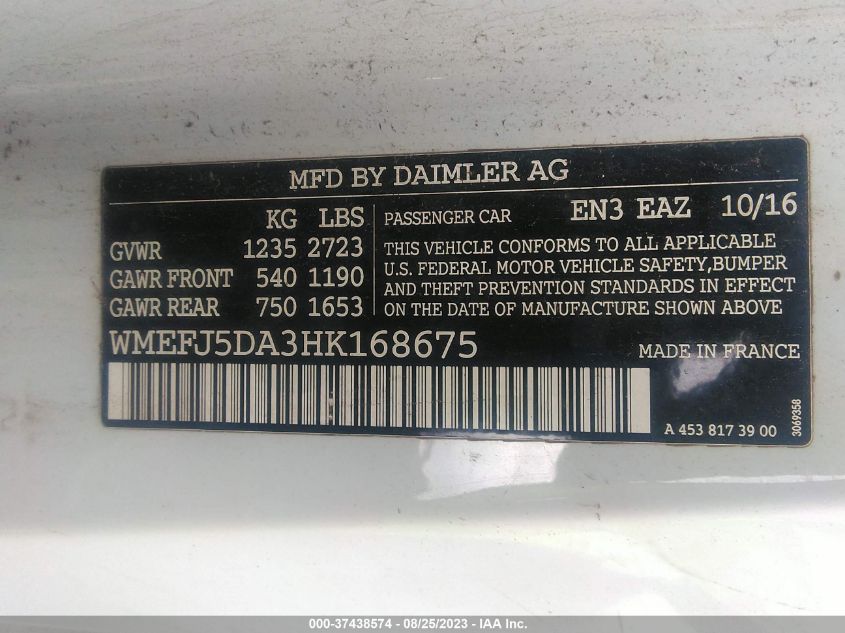 MFD BY DAIMLER AG
KG LBS
GVWR 1235 2723
GAWR FRONT 540 1190
GAWR REAR 750 1653
PASSENGER CAR EN3 EAZ 10/16
THIS VEHICLE CONFORMS TO ALL APPLICABLE
U.S. FEDERAL MOTOR VEHICLE SAFETY,BUMPER
AND THEFT PREVENTION STANDARDS IN EFFECT
ON THE DATE OF MANUFACTURE SHOWN ABOVE
WMEFJ5DA3HK168675
MADE IN FRANCE
A 453 817 39 00
3069358
000-37438574 - 08/25/2023 - IAA Inc.